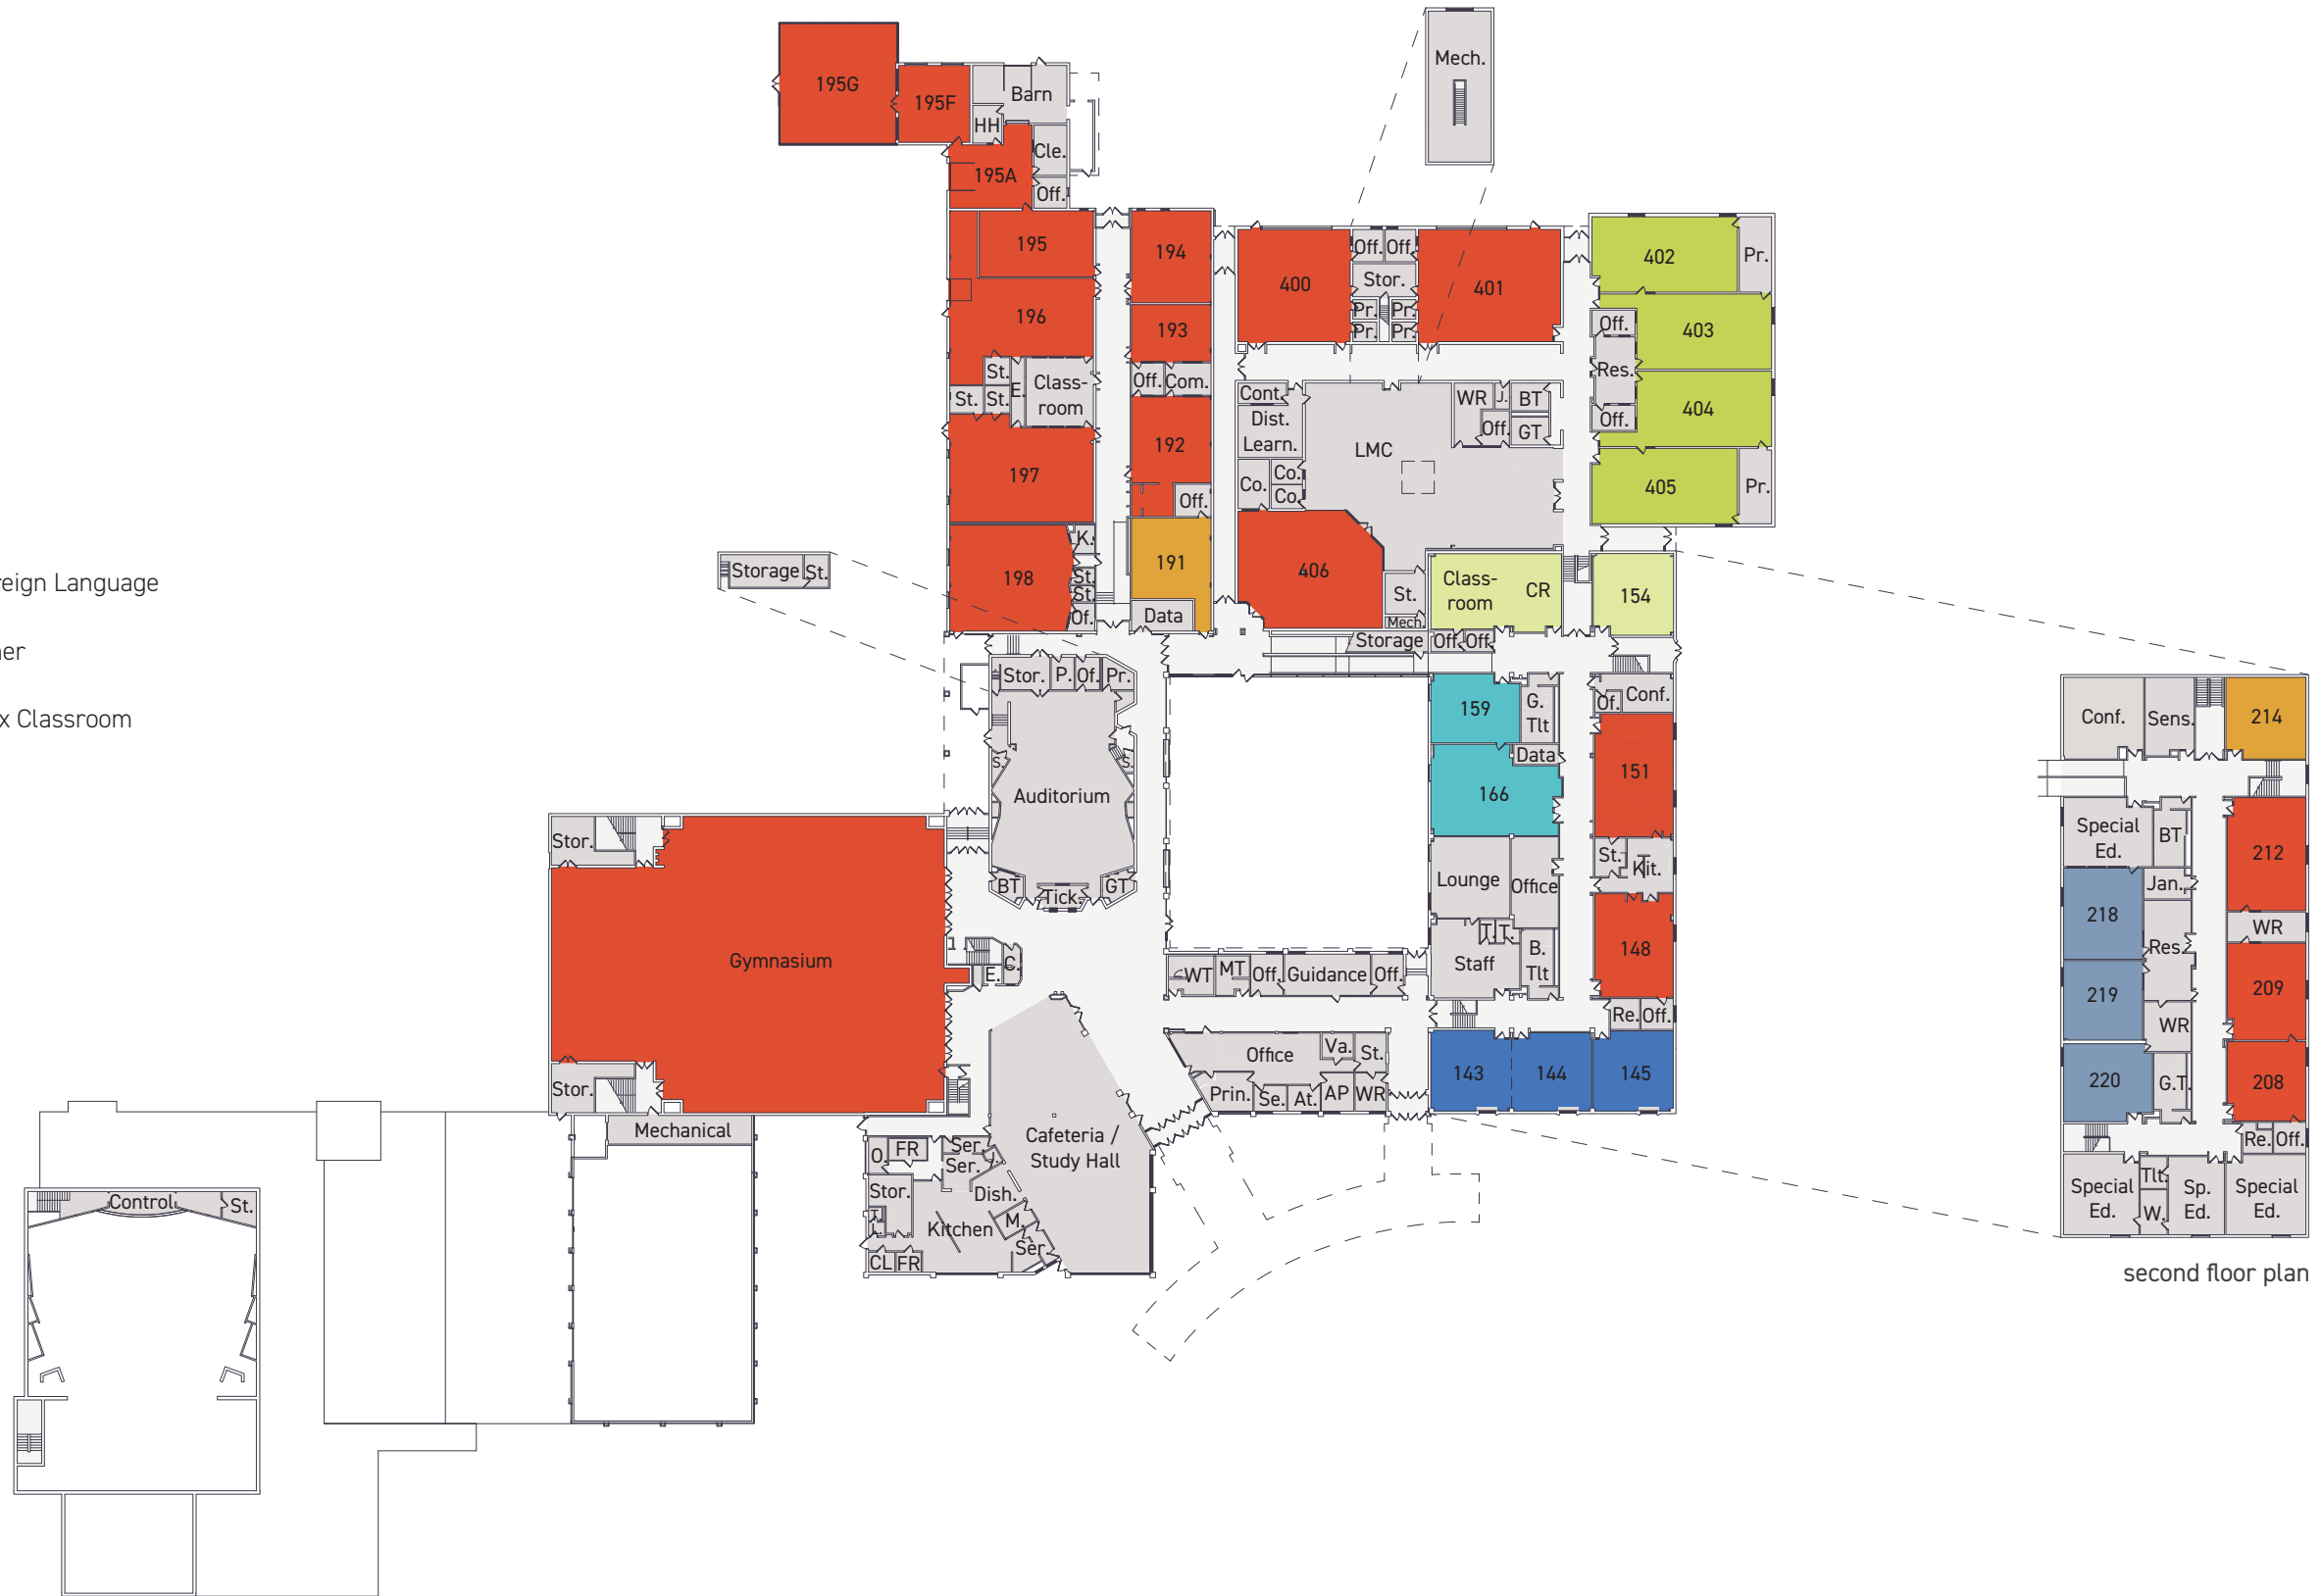 Mech.
195G
195F
Barn
HH
Cle.
195A
Off.
195
194
196
193
St.
E.
Class-
room
Off.
Com.
St.
St.
192
197
Off.
198
K.
St.
St.
Of.
191
Data
400
Off.
Off.
Stor.
Pr.
Pr.
Pr.
Pr.
401
402
Pr.
403
Off.
Res.
404
Off.
405
Pr.
Cont.
Dist.
Learn.
WR
J.
BT
Off.
GT
LMC
Co.
Co.
Co.
406
St.
Mech.
Class-
room
CR
154
Storage
Off.
Off.
Storage
St.
reign Language
ner
x Classroom
Stor.
P.
Of.
Pr.
S.
S.
Auditorium
BT
Tick.
GT
159
G.
Tlt
Data
166
Of.
Conf.
151
St.
Kit.
Lounge
Office
148
T.
T.
Staff
B.
Tlt
Re.
Off.
143
144
145
WT
MT
Off.
Guidance
Off.
Office
Va.
St.
Prin.
Se.
At.
AP
WR
Stor.
Gymnasium
Stor.
C.
E.
Mechanical
Cafeteria /
Study Hall
O.
FR
Ser.
Ser.
J.
Stor.
Dish.
T.
L.
Kitchen
M.
Ser.
CL
FR
Control
St.
Conf.
Sens.
214
Special
Ed.
BT
212
Jan.
218
WR
Res.
219
209
WR
220
G.T.
208
Re.
Off.
Special
Ed.
Tlt.
W.
Sp.
Ed.
Special
Ed.
second floor plan